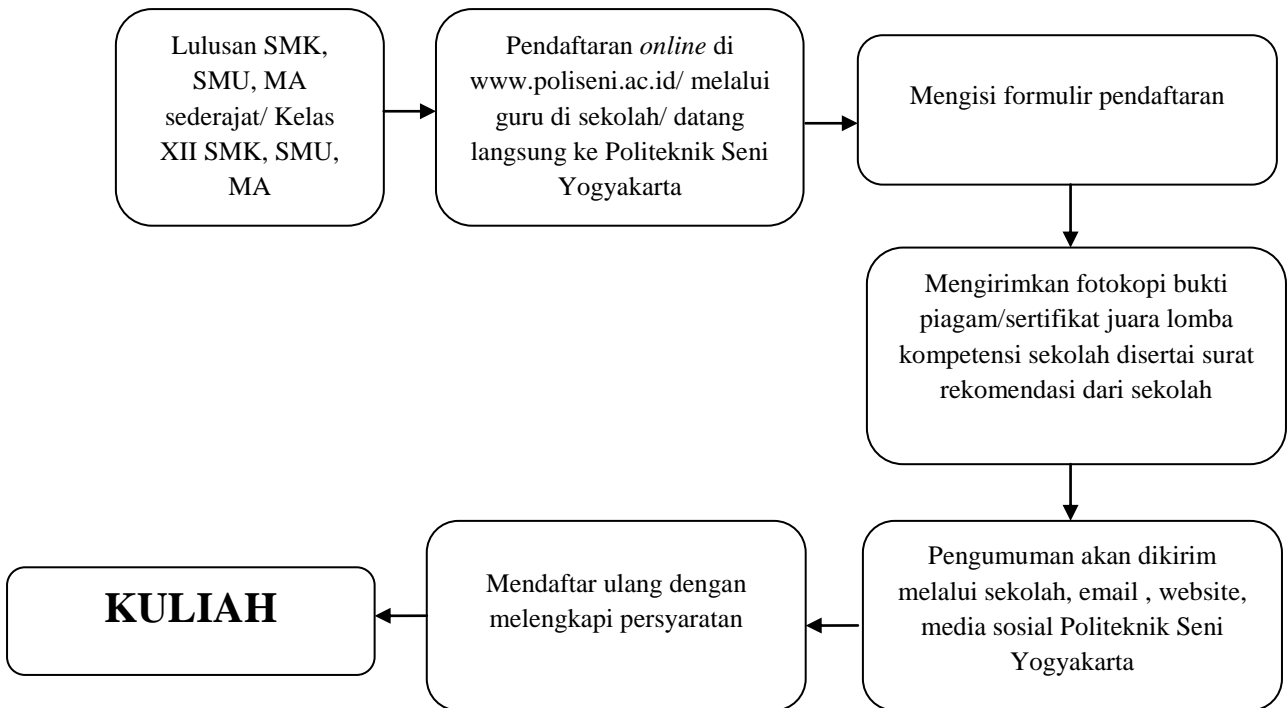 Lulusan SMK,
SMU, MA
sederajat/ Kelas
XII SMK, SMU,
MA
Pendaftaran online di
www.poliseni.ac.id/ melalui
guru di sekolah/ datang
langsung ke Politeknik Seni
Yogyakarta
Mengisi formulir pendaftaran
Mengirimkan fotokopi bukti
piagam/sertifikat juara lomba
kompetensi sekolah disertai surat
rekomendasi dari sekolah
Pengumuman akan dikirim
melalui sekolah, email , website,
media sosial Politeknik Seni
Yogyakarta
Mendaftar ulang dengan
melengkapi persyaratan
KULIAH